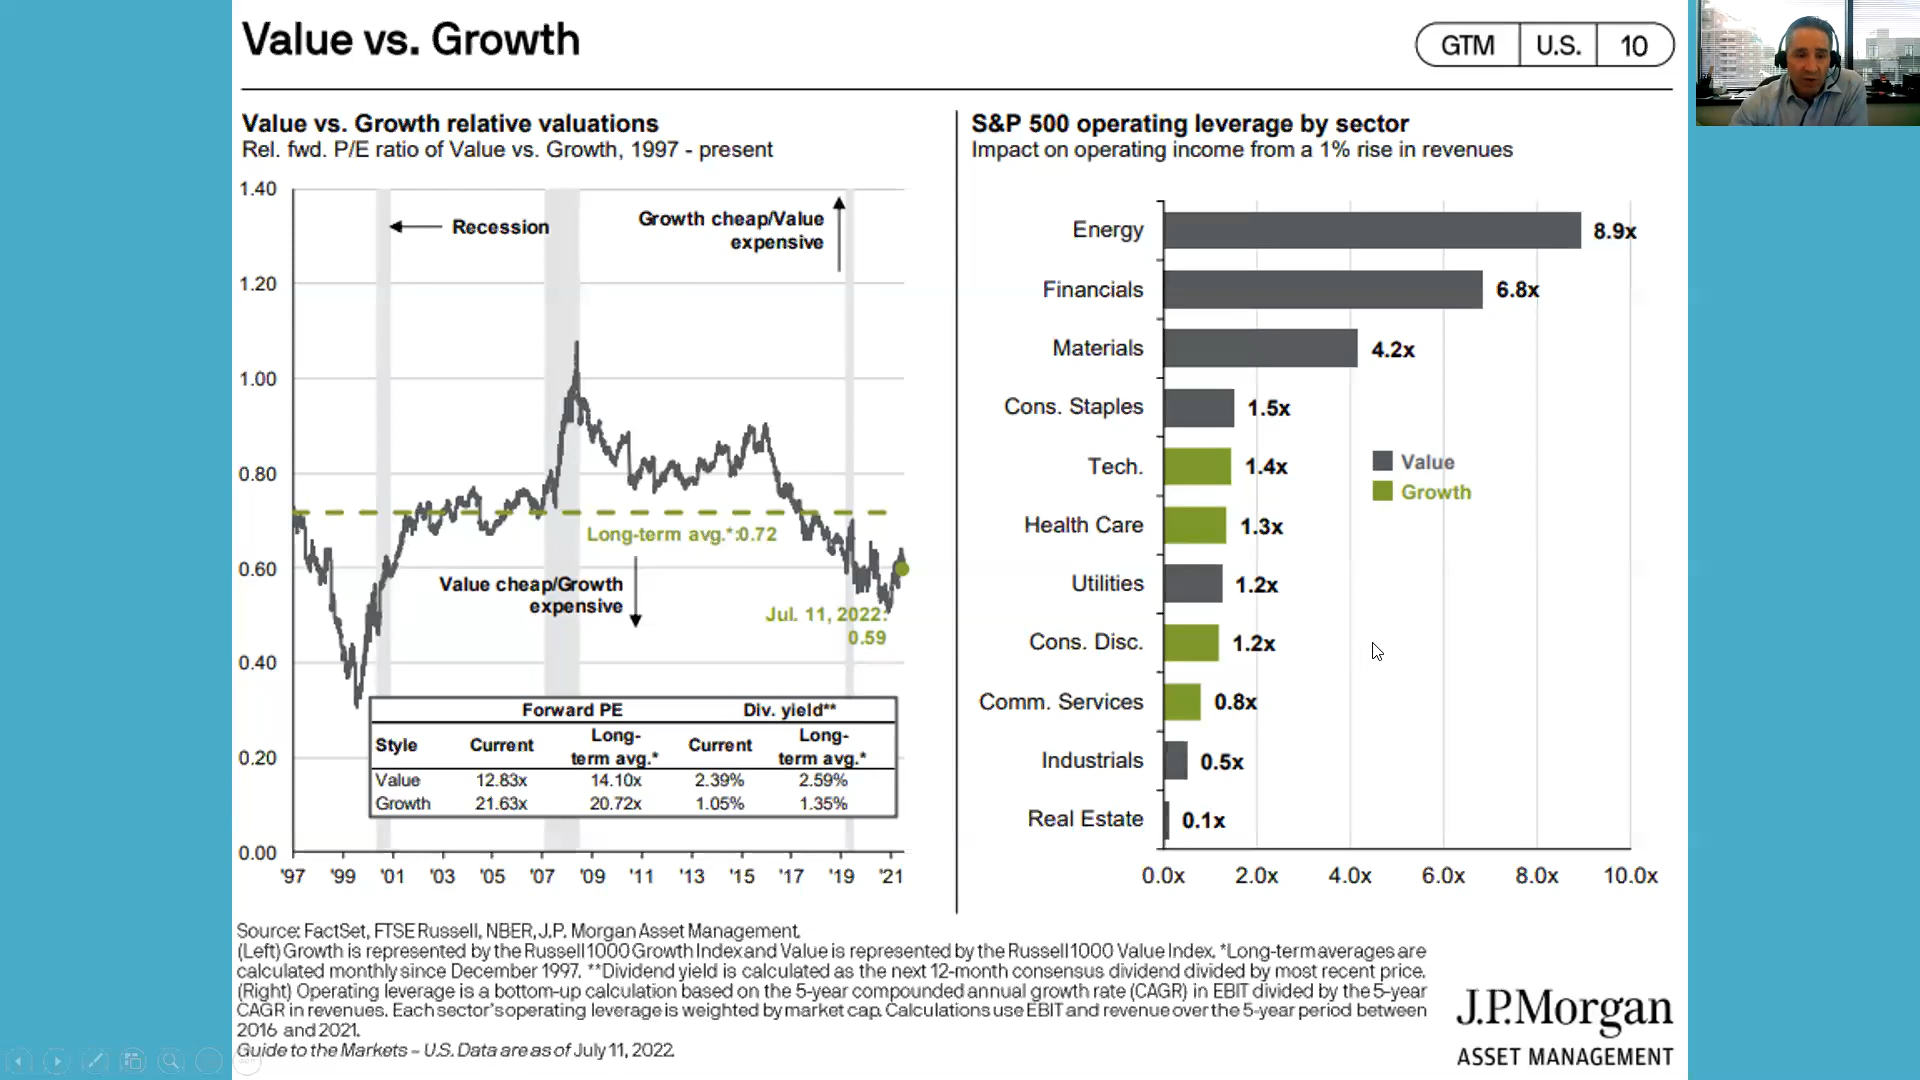 Value vs. Growth
GTM U.S. 10
Value vs. Growth relative valuations
Rel. fwd. P/E ratio of Value vs. Growth, 1997 - present
1.40
1.20
1.00
0.80
0.60
0.40
0.20
0.00
Recession
Growth cheap/Value
expensive
Long-term avg.*:0.72
Value cheap/Growth
expensive
Jul. 11, 2022:
0.59
Forward PE Div. yield**
Style Current Long-term avg.* Current Long-term avg.*
Value 12.83x 14.10x 2.39% 2.59%
Growth 21.63x 20.72x 1.05% 1.35%
'97 '99 '01 '03 '05 '07 '09 '11 '13 '15 '17 '19 '21
S&P 500 operating leverage by sector
Impact on operating income from a 1% rise in revenues
Energy 8.9x
Financials 6.8x
Materials 4.2x
Cons. Staples 1.5x
Tech. 1.4x
Health Care 1.3x
Utilities 1.2x
Cons. Disc. 1.2x
Comm. Services 0.8x
Industrials 0.5x
Real Estate 0.1x
Value
Growth
0.0x 2.0x 4.0x 6.0x 8.0x 10.0x
Source: FactSet, FTSE Russell, NBER, J.P. Morgan Asset Management.
(Left) Growth is represented by the Russell 1000 Growth Index and Value is represented by the Russell 1000 Value Index. *Long-term averages are
calculated monthly since December 1997. **Dividend yield is calculated as the next 12-month consensus dividend divided by most recent price.
(Right) Operating leverage is a bottom-up calculation based on the 5-year compounded annual growth rate (CAGR) in EBIT divided by the 5-year
CAGR in revenues. Each sector's operating leverage is weighted by market cap. Calculations use EBIT and revenue over the 5-year period between
2016 and 2021.
Guide to the Markets – U.S. Data are as of July 11, 2022.
J.P.Morgan
ASSET MANAGEMENT